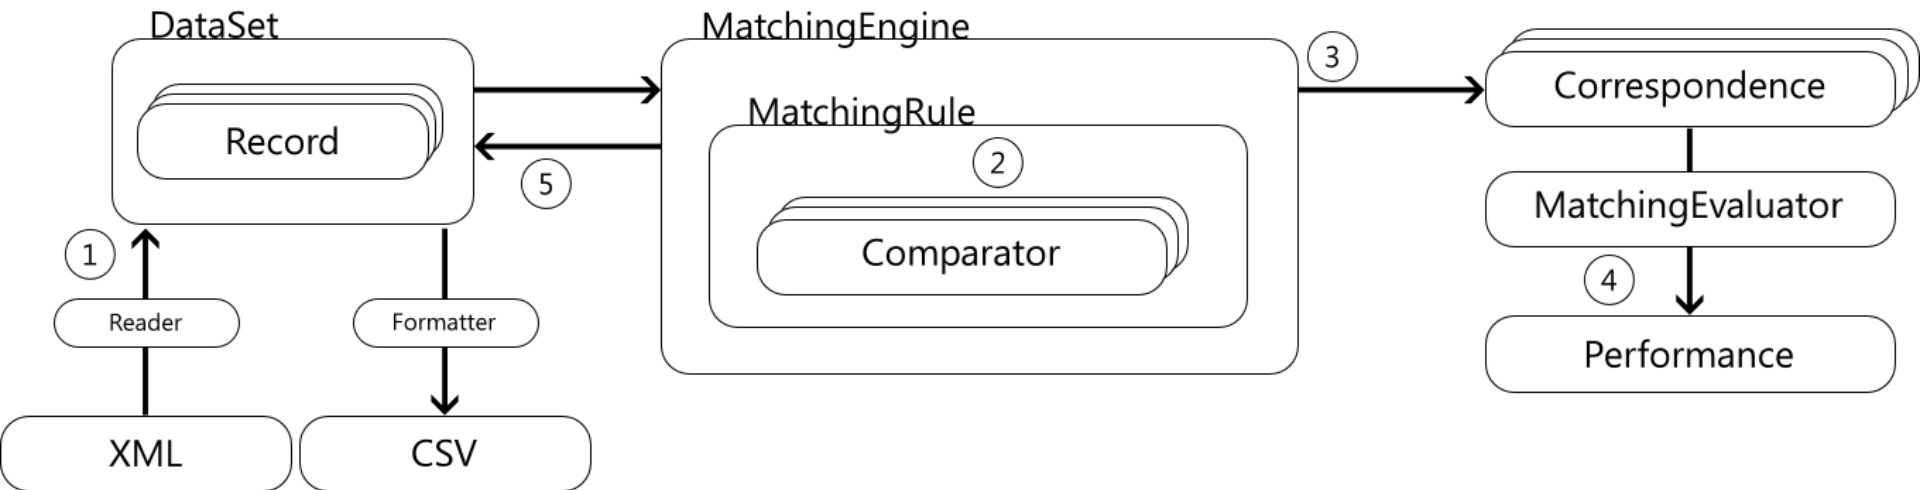 DataSet
MatchingEngine
3
Correspondence
MatchingRule
Record
2
5
MatchingEvaluator
1
Comparator
4
Reader
Formatter
Performance
XML
CSV